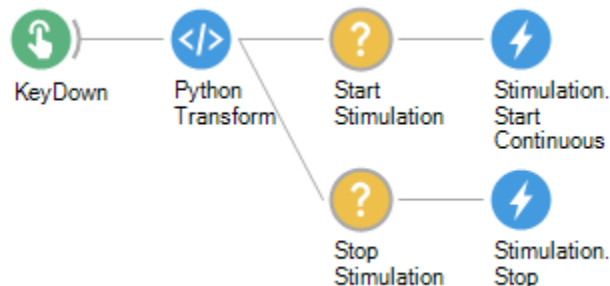 KeyDown
Python
Transform
Start
Stimulation
Stimulation.
Start
Continuous
Stop
Stimulation
Stimulation.
Stop